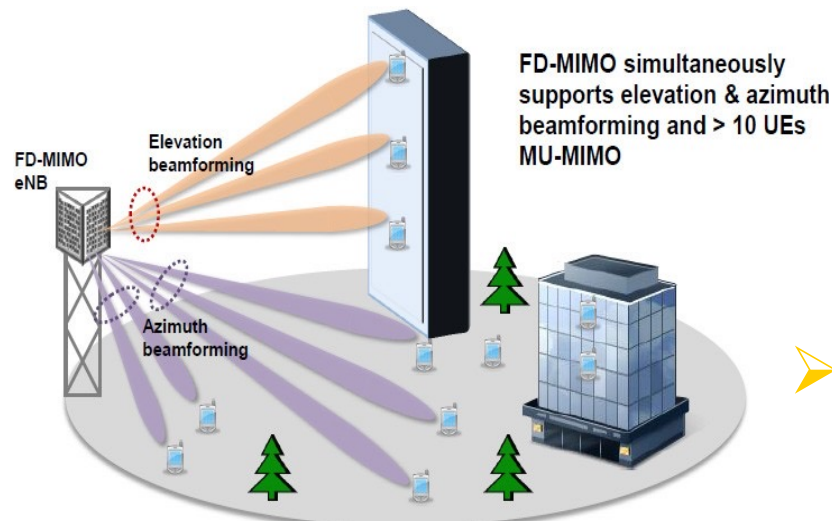 FD-MIMO simultaneously
supports elevation & azimuth
beamforming and > 10 UEs
MU-MIMO
Elevation
beamforming
FD-MIMO
eNB
Azimuth
beamforming